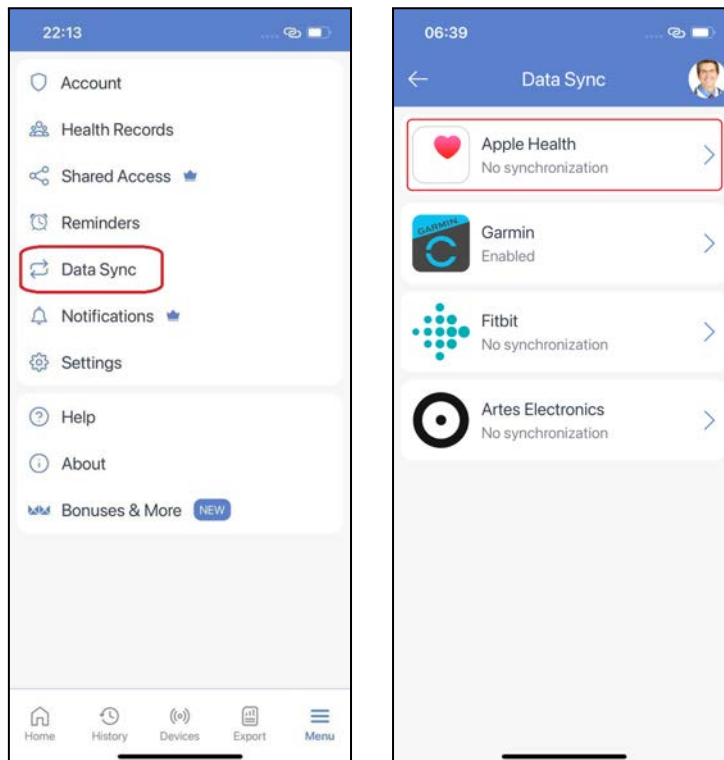 22:13
Account
Health Records
Shared Access
Reminders
Data Sync
Notifications
Settings
Help
About
Bonuses & More NEW
Home History Devices Export Menu
06:39
Data Sync
Apple Health
No synchronization
GARMIN
Garmin
Enabled
Fitbit
No synchronization
Artes Electronics
No synchronization